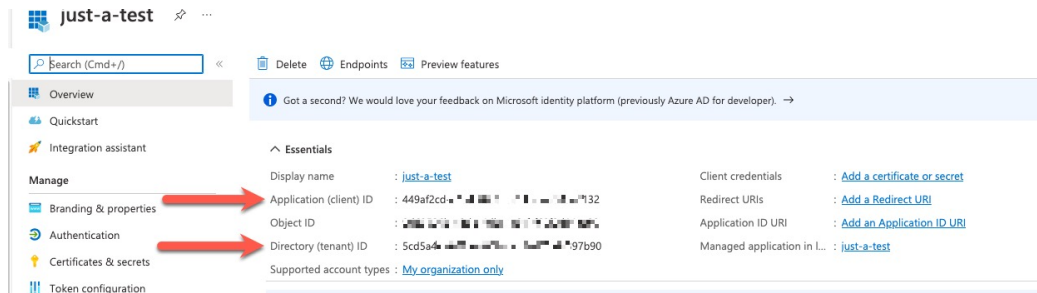 just-a-test
Search (Cmd+/)
Delete Endpoints Preview features
Overview
Quickstart
Integration assistant
Manage
Branding & properties
Authentication
Certificates & secrets
Token configuration
Got a second? We would love your feedback on Microsoft identity platform (previously Azure AD for developer). →
Essentials
Display name : just-a-test
Application (client) ID : 449af2cd- 132
Object ID :
Directory (tenant) ID : 5cd5a4 97b90
Supported account types : My organization only
Client credentials : Add a certificate or secret
Redirect URIs : Add a Redirect URI
Application ID URI : Add an Application ID URI
Managed application in l... : just-a-test